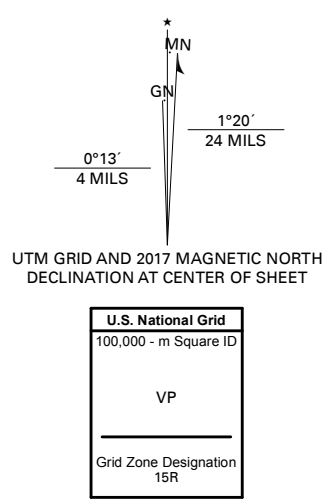 ★
MN
GN
1°20´
24 MILS
0°13´
4 MILS
UTM GRID AND 2017 MAGNETIC NORTH
DECLINATION AT CENTER OF SHEET
U.S. National Grid
100,000 - m Square ID
VP
Grid Zone Designation
15R